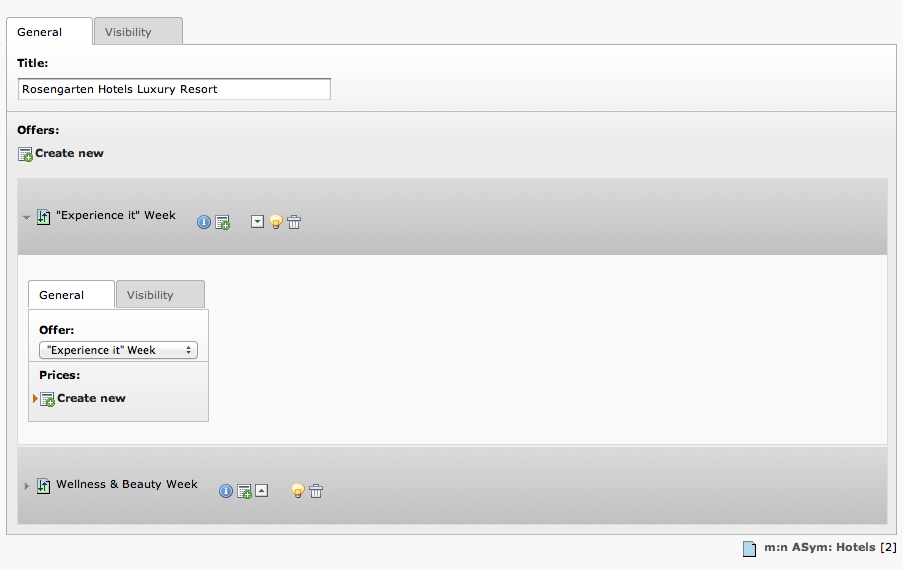 General Visibility
Title:
Rosengarten Hotels Luxury Resort
Offers:
Create new
"Experience it" Week
General Visibility
Offer:
"Experience it" Week
Prices:
Create new
Wellness & Beauty Week
m:n ASym: Hotels [2]